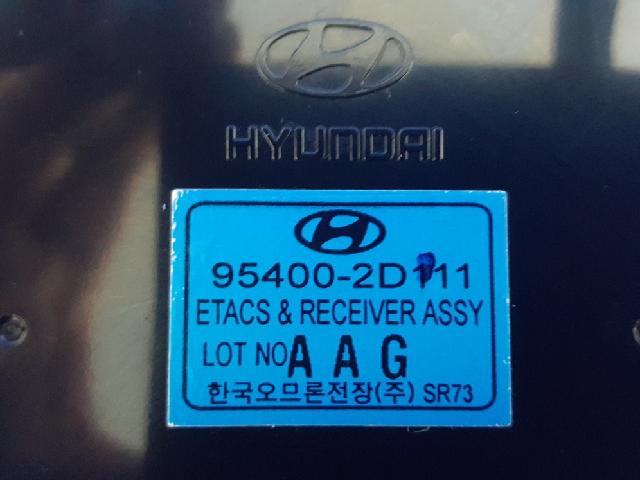 HYUNDAI
95400-2D111
ETACS & RECEIVER ASSY
LOT NO A A G
한국오므론전장(주) SR73